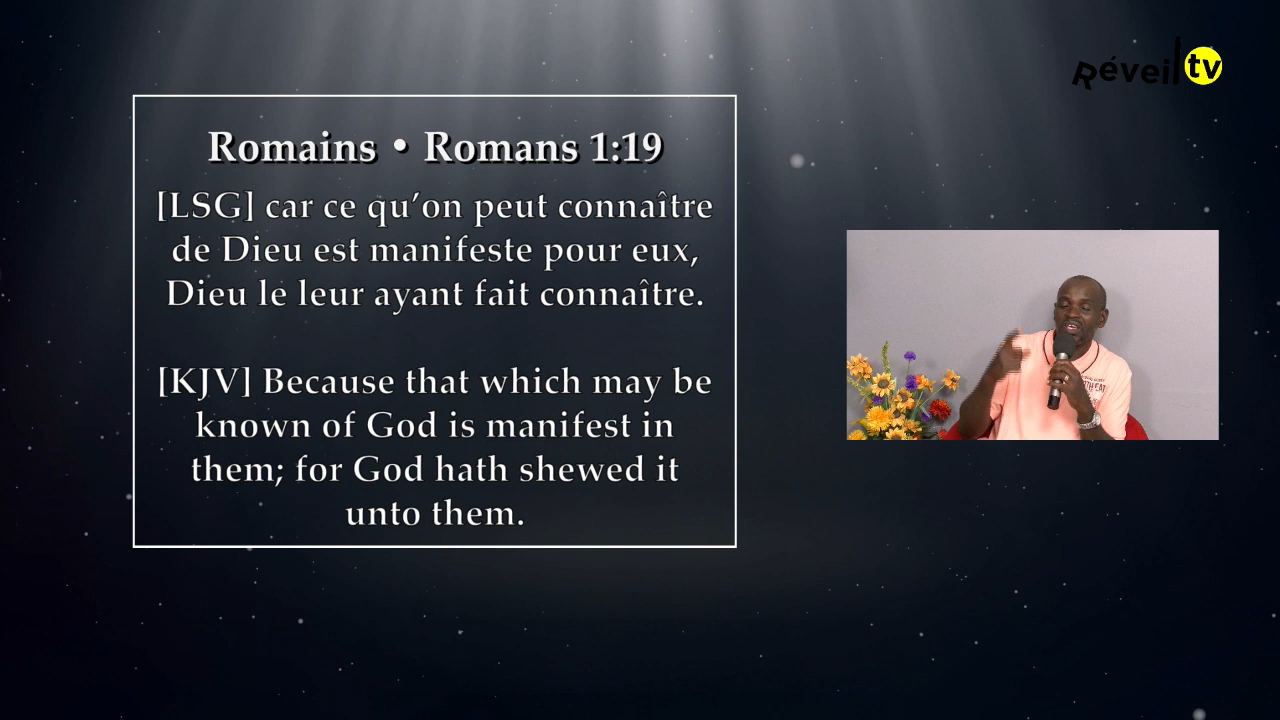 Réveil tv
Romains • Romans 1:19
[LSG] car ce qu’on peut connaître
de Dieu est manifeste pour eux,
Dieu le leur ayant fait connaître.
[KJV] Because that which may be
known of God is manifest in
them; for God hath shewed it
unto them.